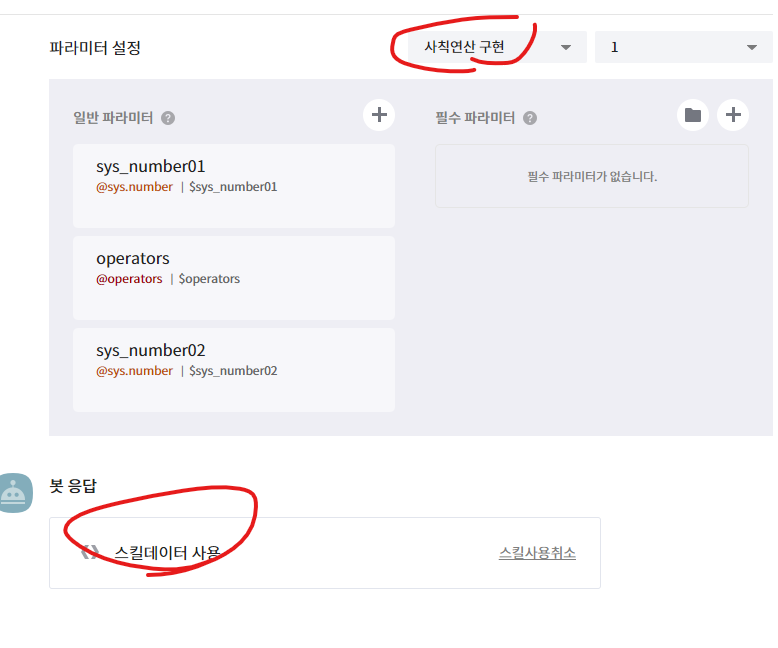 파라미터 설정
사칙연산 구현
1
일반 파라미터 ?
sys_number01
@sys.number | $sys_number01
operators
@operators | $operators
sys_number02
@sys.number | $sys_number02
필수 파라미터 ?
필수 파라미터가 없습니다.
봇 응답
스킬데이터 사용
스킬사용취소